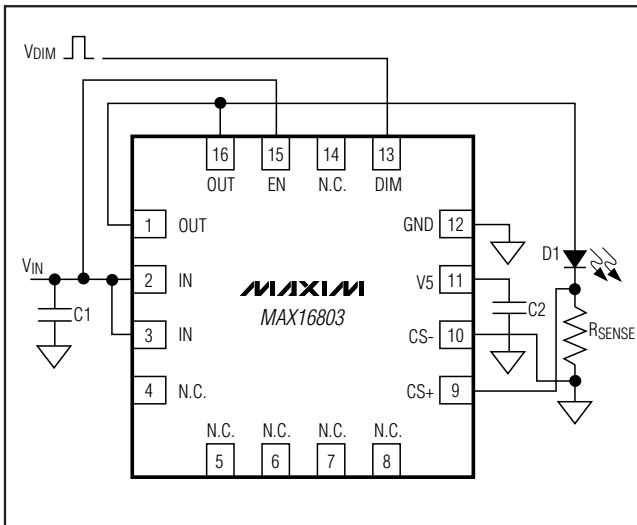 VDIM
16 15 14 13
OUT EN N.C. DIM
1 OUT
GND 12
D1
VIN
2 IN
V5 11
MAXIM
MAX16803
C1
C2
3 IN
CS- 10
RSENSE
4 N.C.
CS+ 9
N.C. N.C. N.C. N.C.
5 6 7 8